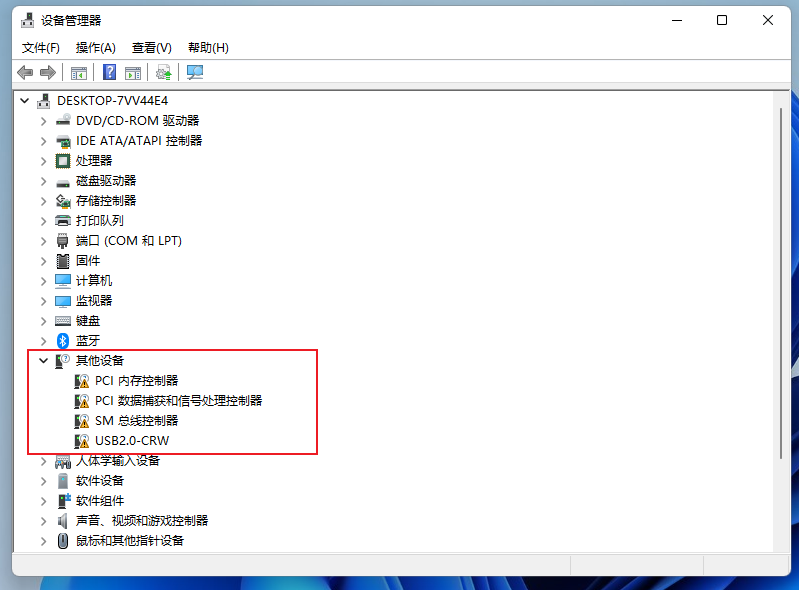 设备管理器
文件(F) 操作(A) 查看(V) 帮助(H)
DESKTOP-7VV44E4
DVD/CD-ROM 驱动器
IDE ATA/ATAPI 控制器
处理器
磁盘驱动器
存储控制器
打印队列
端口 (COM 和 LPT)
固件
计算机
监视器
键盘
蓝牙
其他设备
PCI 内存控制器
PCI 数据捕获和信号处理控制器
SM 总线控制器
USB2.0-CRW
人体学输入设备
软件设备
软件组件
声音、视频和游戏控制器
鼠标和其他指针设备